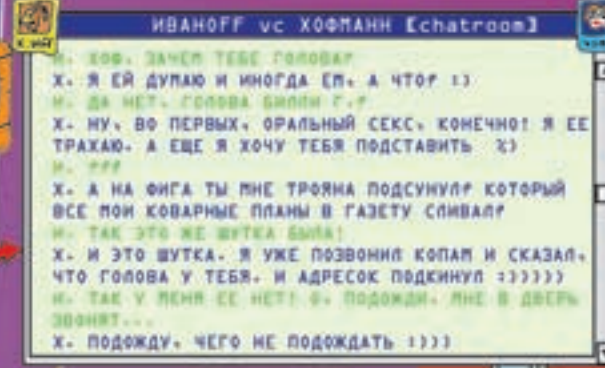 ИВАНОFF vc ХОФМАНН [chatroom]
И. ХОФ, ЗАЧЕМ ТЕБЕ ГОЛОВА?
Х. Я ЕЙ ДУМАЮ И ИНОГДА ЕМ. А ЧТО? :)
И. ДА НЕТ. ГОЛОВА БИЛЛИ Г.?
Х. НУ, ВО ПЕРВЫХ, ОРАЛЬНЫЙ СЕКС, КОНЕЧНО! Я ЕЕ
ТРАХАЮ. А ЕЩЕ Я ХОЧУ ТЕБЯ ПОДСТАВИТЬ %)
И. ???
Х. А НА ФИГА ТЫ МНЕ ТРОЯНА ПОДСУНУЛ? КОТОРЫЙ
ВСЕ МОИ КОВАРНЫЕ ПЛАНЫ В ГАЗЕТУ СЛИВАЛ?
И. ТАК ЭТО ЖЕ ШУТКА БЫЛА!
Х. И ЭТО ШУТКА. Я УЖЕ ПОЗВОНИЛ КОПАМ И СКАЗАЛ,
ЧТО ГОЛОВА У ТЕБЯ. И АДРЕСОК ПОДКИНУЛ :)))))
И. ТАК У МЕНЯ ЕЕ НЕТ! О, ПОДОЖДИ, МНЕ В ДВЕРЬ
ЗВОНЯТ...
Х. ПОДОЖДУ, ЧЕГО НЕ ПОДОЖДАТЬ :))))